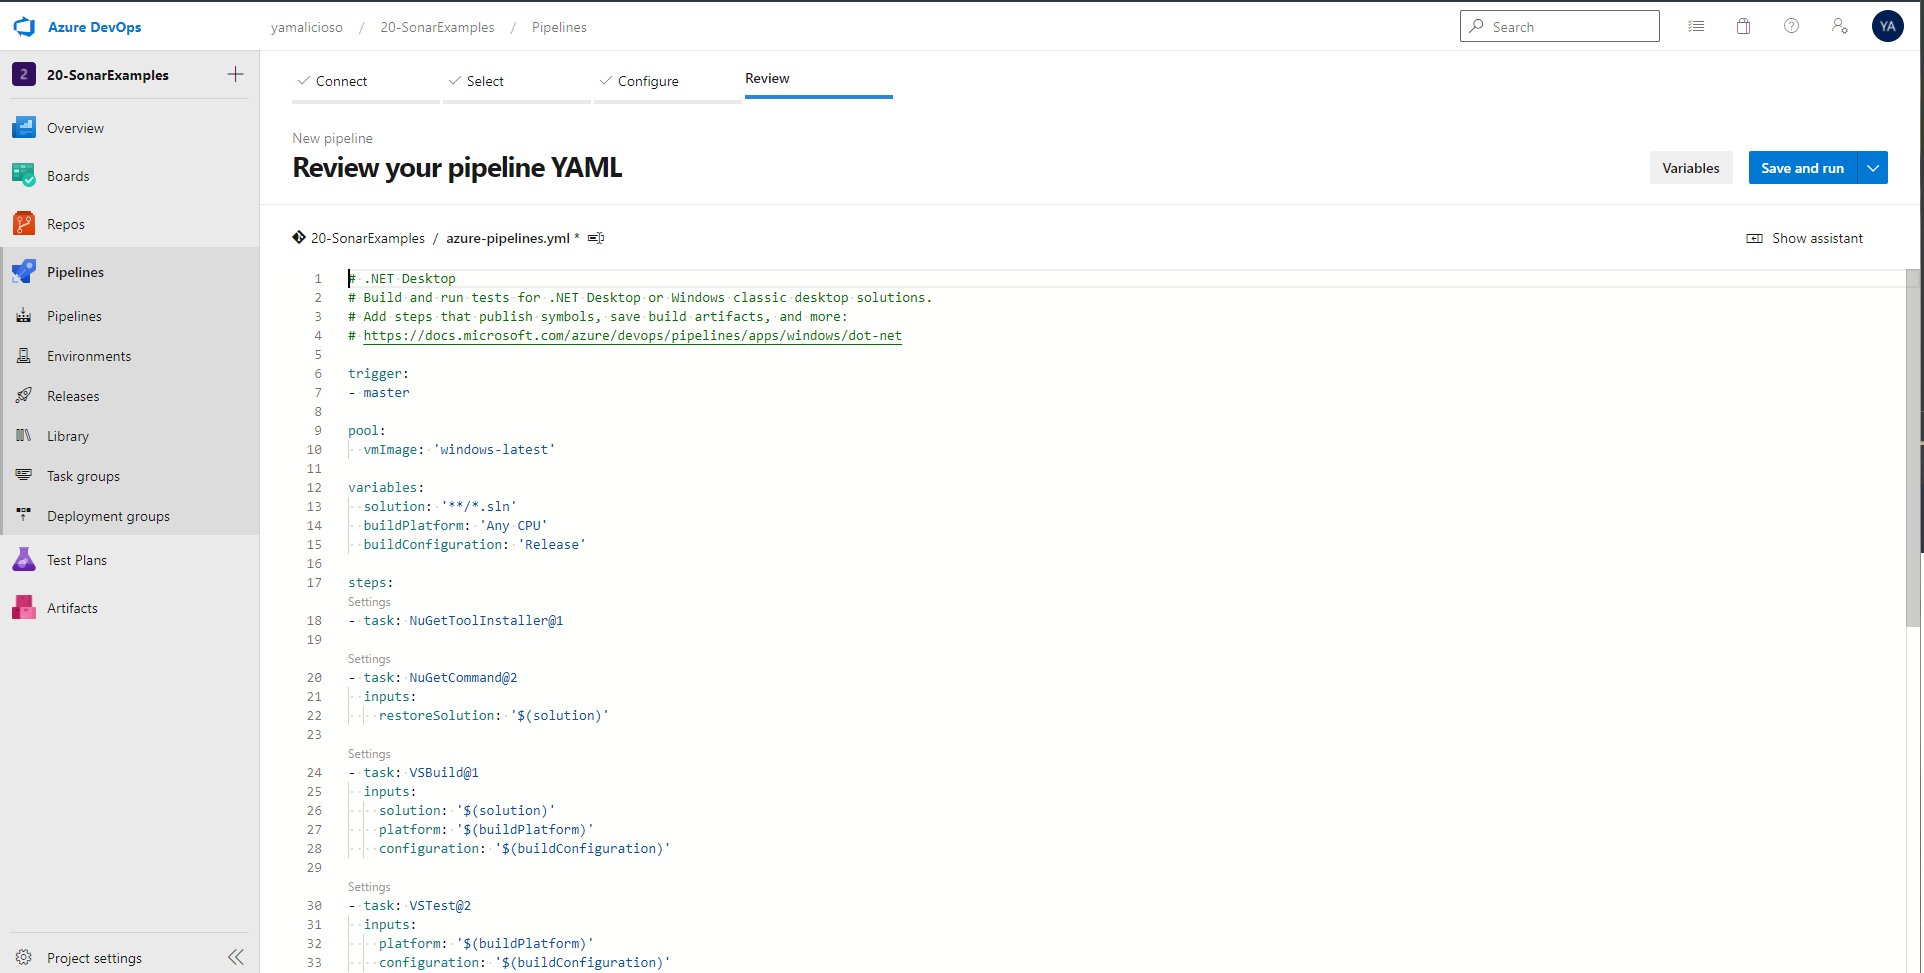 Azure DevOps
yamalicioso / 20-SonarExamples / Pipelines
Search
YA
2 20-SonarExamples
Overview
Boards
Repos
Pipelines
Pipelines
Environments
Releases
Library
Task groups
Deployment groups
Test Plans
Artifacts
Project settings
Connect
Select
Configure
Review
New pipeline
Review your pipeline YAML
Variables
Save and run
20-SonarExamples / azure-pipelines.yml *
Show assistant
1 # .NET Desktop
2 # Build and run tests for .NET Desktop or Windows classic desktop solutions.
3 # Add steps that publish symbols, save build artifacts, and more:
4 # https://docs.microsoft.com/azure/devops/pipelines/apps/windows/dot-net
5
6 trigger:
7 - master
8
9 pool:
10   vmImage: 'windows-latest'
11
12 variables:
13   solution: '**/*.sln'
14   buildPlatform: 'Any CPU'
15   buildConfiguration: 'Release'
16
17 steps:
Settings
18 - task: NuGetToolInstaller@1
19
Settings
20 - task: NuGetCommand@2
21   inputs:
22     restoreSolution: '$(solution)'
23
Settings
24 - task: VSBuild@1
25   inputs:
26     solution: '$(solution)'
27     platform: '$(buildPlatform)'
28     configuration: '$(buildConfiguration)'
29
Settings
30 - task: VSTest@2
31   inputs:
32     platform: '$(buildPlatform)'
33     configuration: '$(buildConfiguration)'